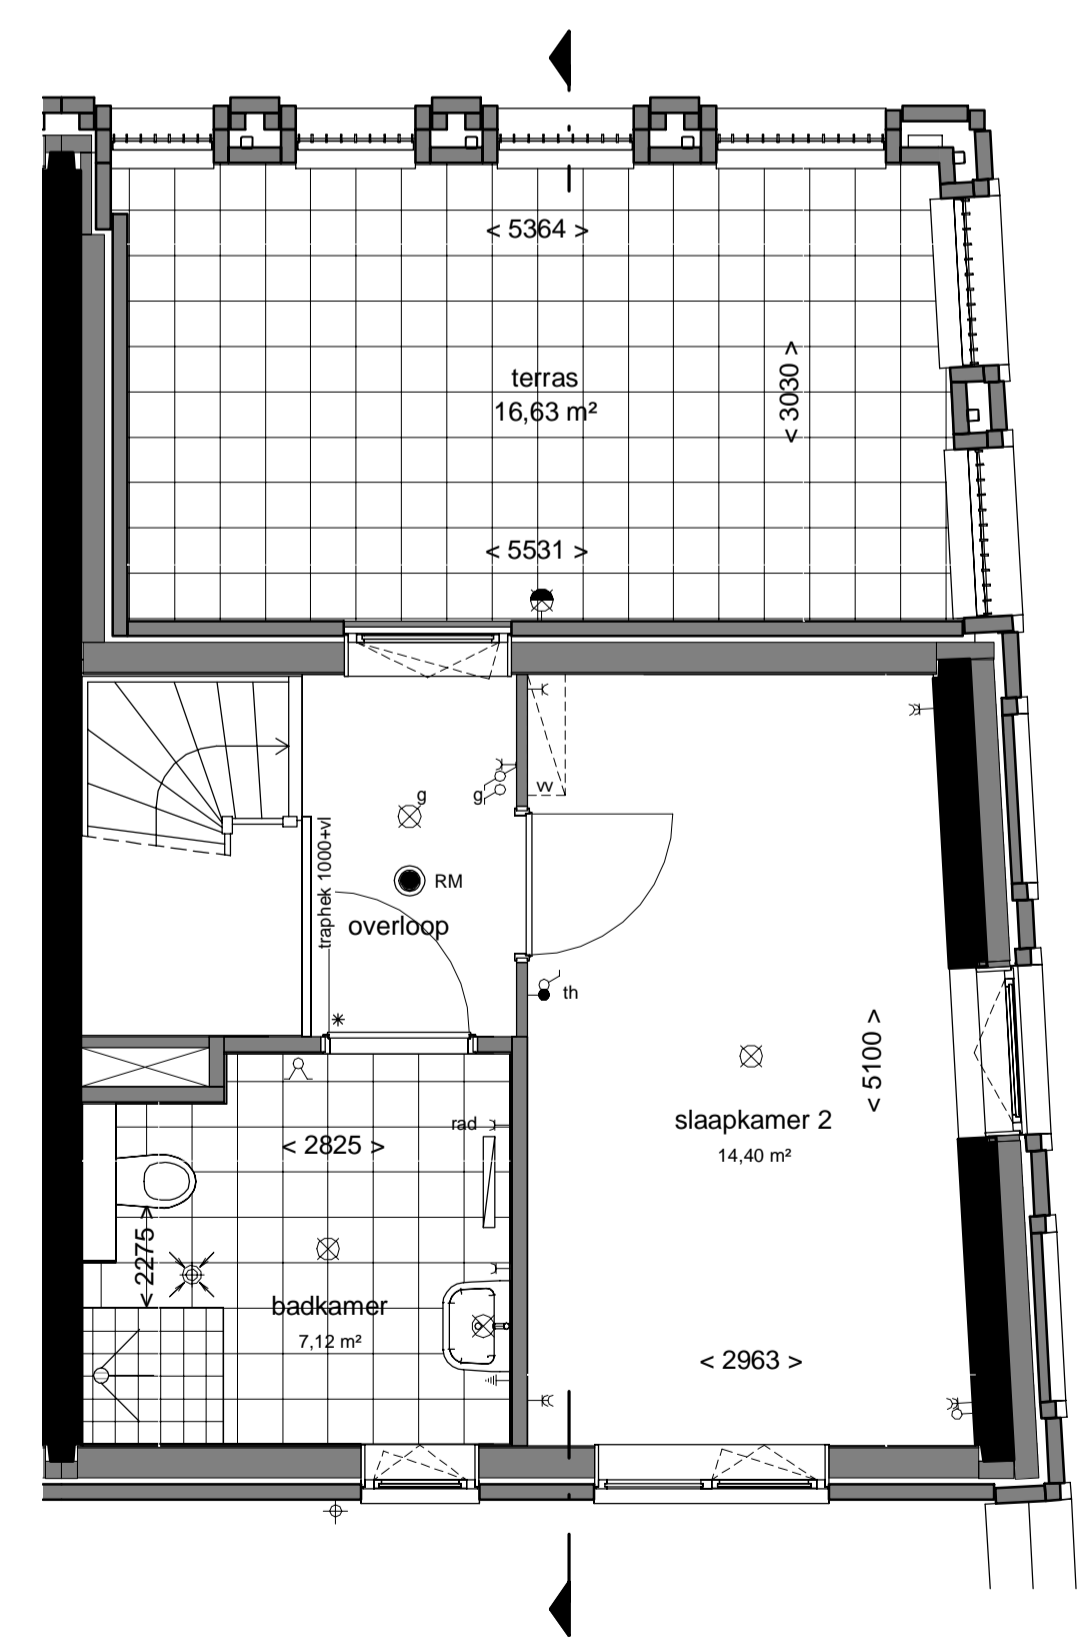 < 5364 >
< 3030 >
terras
16,63 m²
< 5531 >
g
g
vv
traphek 1000+vl
RM
overloop
th
*
< 5100 >
slaapkamer 2
14,40 m²
rad
< 2825 >
< 2275 >
badkamer
7,12 m²
< 2963 >